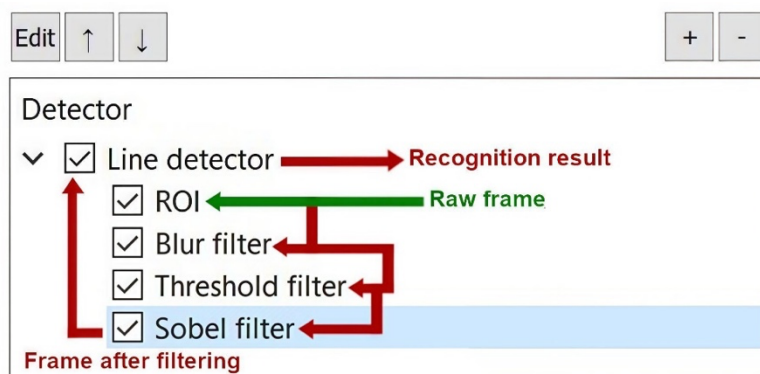 Edit ↑ ↓ + -
Detector
Line detector Recognition result
ROI Raw frame
Blur filter
Threshold filter
Sobel filter
Frame after filtering